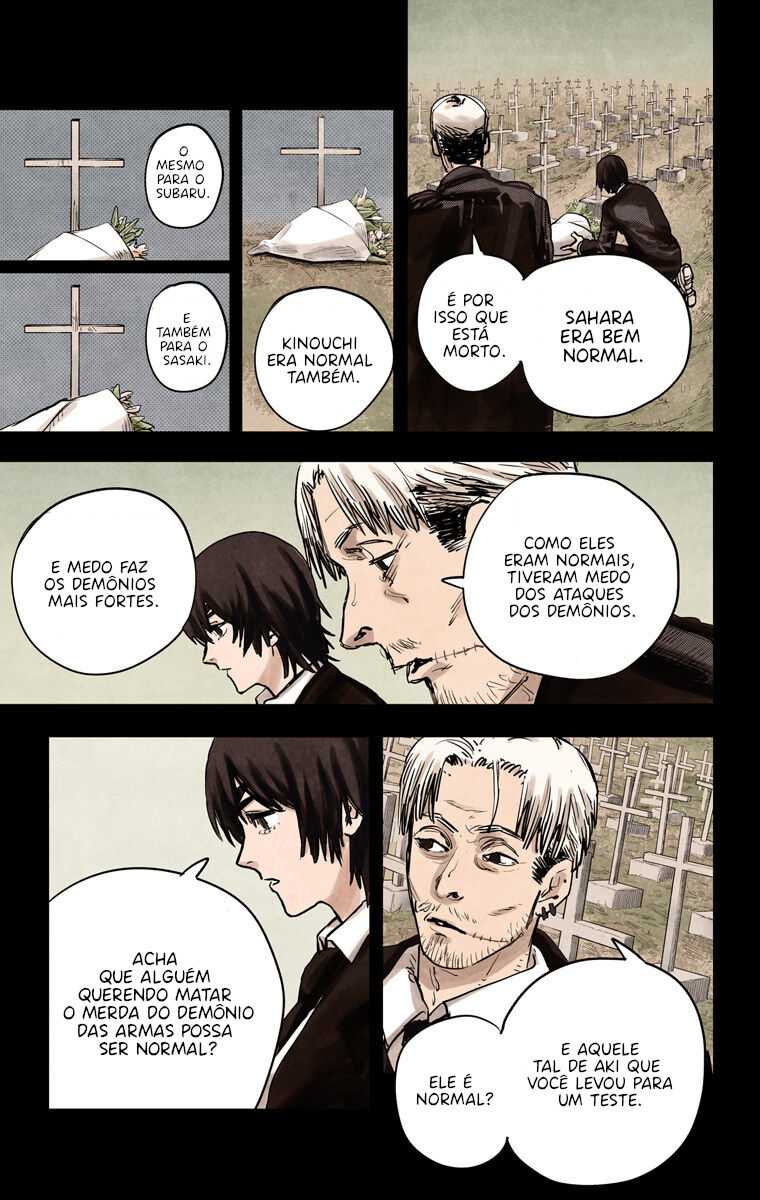 SAHARA
ERA BEM
NORMAL.
É POR
ISSO QUE
ESTÁ
MORTO.
KINOUCHI
ERA NORMAL
TAMBÉM.
O
MESMO
PARA O
SUBARU.
E
TAMBÉM
PARA O
SASAKI.
COMO ELES
ERAM NORMAIS,
TIVERAM MEDO
DOS ATAQUES
DOS DEMÔNIOS.
E MEDO FAZ
OS DEMÔNIOS
MAIS FORTES.
E AQUELE
TAL DE AKI QUE
VOCÊ LEVOU PARA
UM TESTE.
ELE É
NORMAL?
ACHA
QUE ALGUÉM
QUERENDO MATAR
O MERDA DO DEMÔNIO
DAS ARMAS POSSA
SER NORMAL?